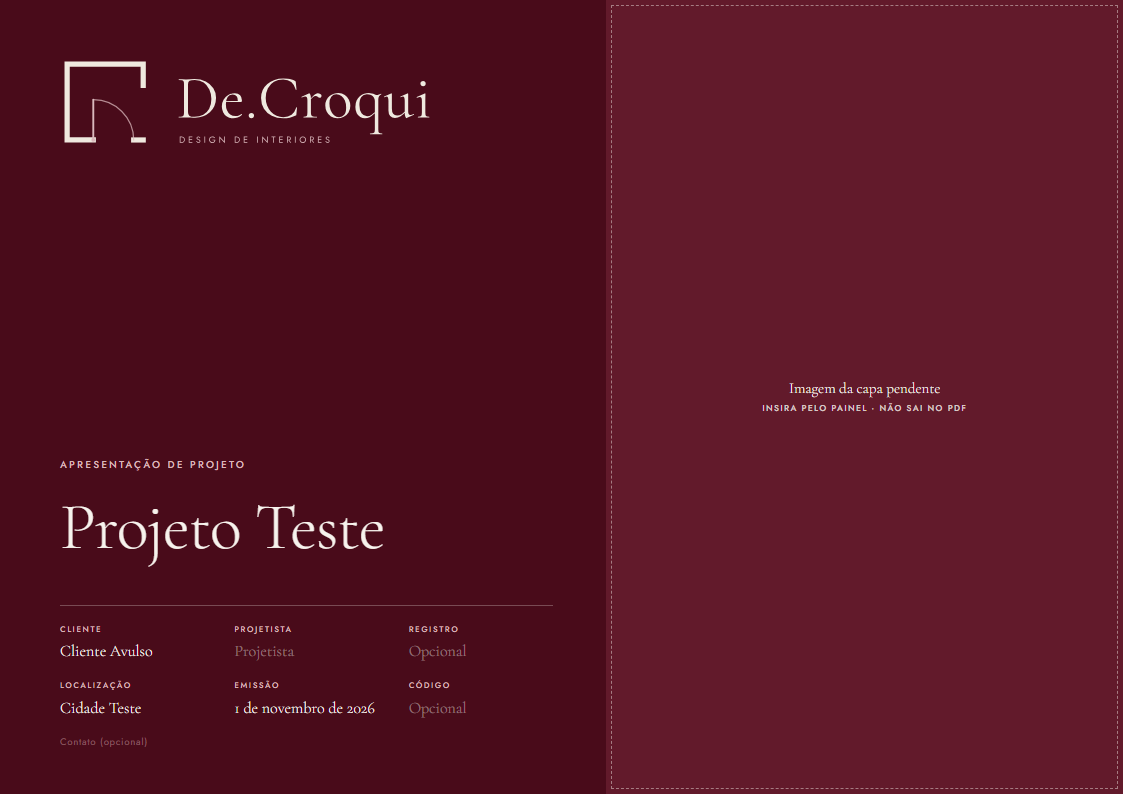 De.Croqui
DESIGN DE INTERIORES
APRESENTAÇÃO DE PROJETO
Projeto Teste
CLIENTE
Cliente Avulso
PROJETISTA
Projetista
REGISTRO
Opcional
LOCALIZAÇÃO
Cidade Teste
EMISSÃO
1 de novembro de 2026
CÓDIGO
Opcional
Contato (opcional)
Imagem da capa pendente
INSIRA PELO PAINEL · NÃO SAI NO PDF